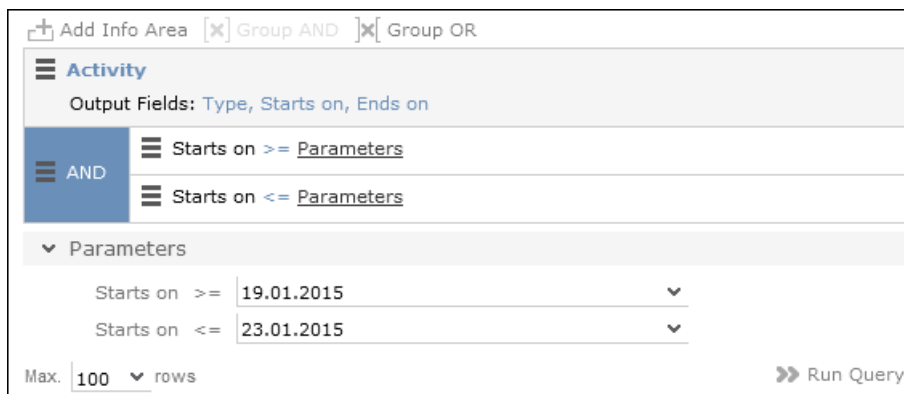 Add Info Area [x] Group AND ]x[ Group OR
Activity
Output Fields: Type, Starts on, Ends on
AND
Starts on >= Parameters
Starts on <= Parameters
Parameters
Starts on >= 19.01.2015
Starts on <= 23.01.2015
Max. 100 rows
Run Query